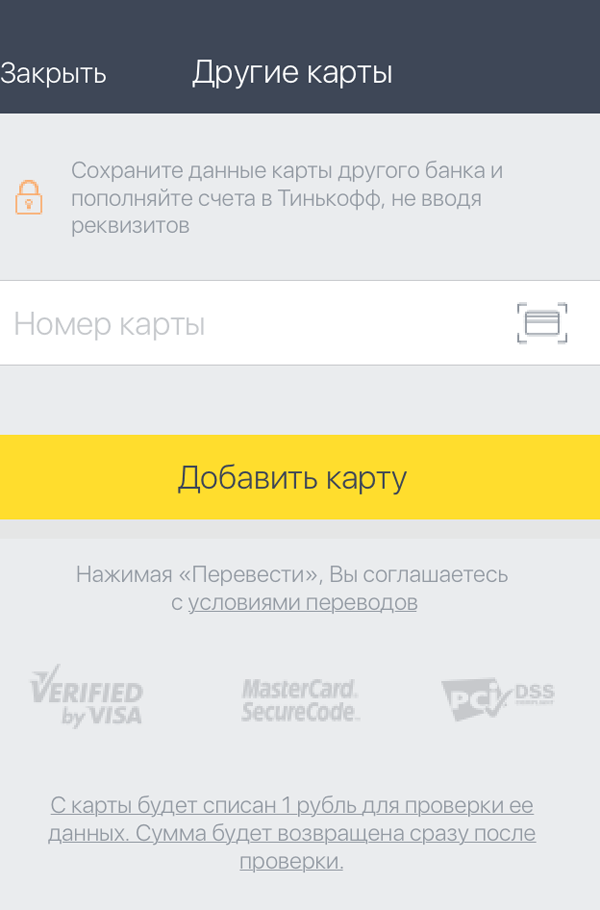 Закрыть Другие карты
Сохраните данные карты другого банка и
пополняйте счета в Тинькофф, не вводя
реквизитов
Номер карты
Добавить карту
Нажимая «Перевести», Вы соглашаетесь
с условиями переводов
VERIFIED
by VISA
MasterCard.
SecureCode.
PCI DSS
С карты будет списан 1 рубль для проверки ее
данных. Сумма будет возвращена сразу после
проверки.